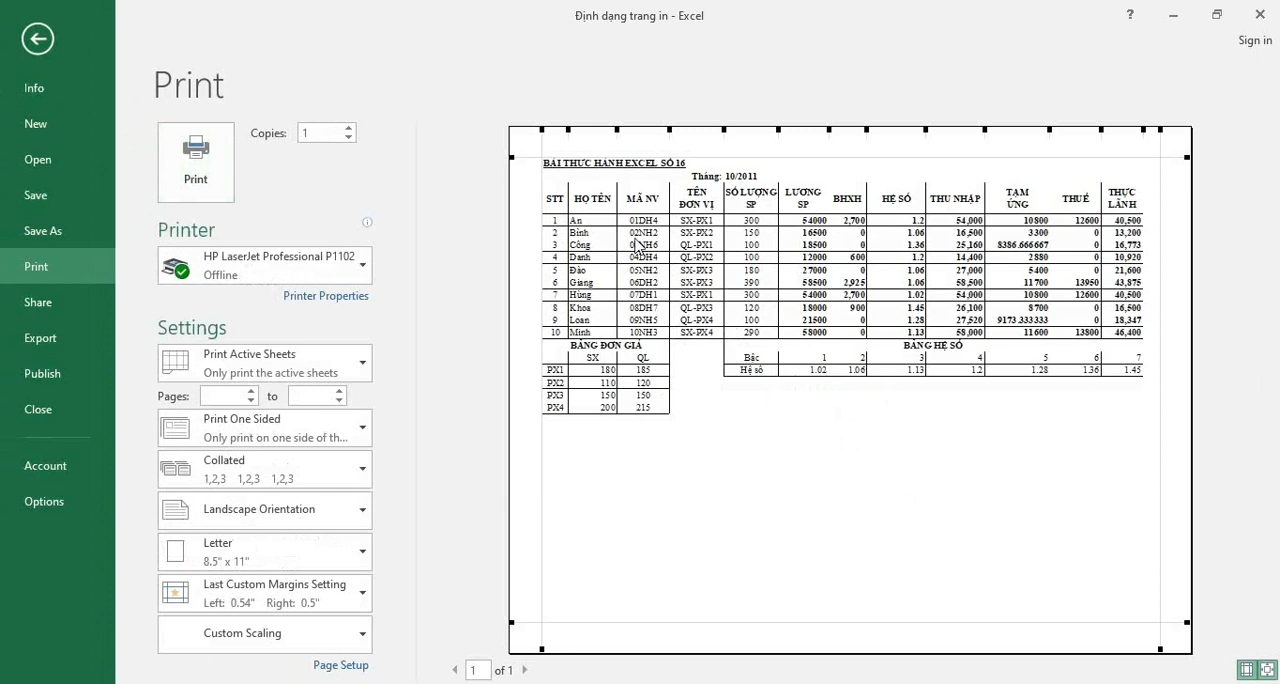 Định dạng trang in - Excel
?
Sign in
Info
New
Open
Save
Save As
Print
Share
Export
Publish
Close
Account
Options
Print
Print
Copies: 1
Printer
HP LaserJet Professional P1102
Offline
Printer Properties
Settings
Print Active Sheets
Only print the active sheets
Pages: to
Print One Sided
Only print on one side of th...
Collated
1,2,3 1,2,3 1,2,3
Landscape Orientation
Letter
8.5" x 11"
Last Custom Margins Setting
Left: 0.54" Right: 0.5"
Custom Scaling
Page Setup
BÀI THỰC HÀNH EXCEL SỐ 16
Tháng: 10/2011
STT HỌ TÊN MÃ NV TÊN ĐƠN VỊ SỐ LƯỢNG SP LƯƠNG SP BHXH HỆ SỐ THU NHẬP TẠM ỨNG THUẾ THỰC LÃNH
1 An 01DH4 SX-PX1 300 54000 2,700 1.2 54,000 10800 12600 40,500
2 Bình 02NH2 SX-PX2 150 16500 0 1.06 16,500 3300 0 13,200
3 Công QL-PX1 100 18500 0 1.36 25,160 8386.666667 0 16,773
4 Danh 04DH4 QL-PX2 100 12000 600 1.2 14,400 2880 0 10,920
5 Đào 05NH2 SX-PX3 180 27000 0 1.06 27,000 5400 0 21,600
6 Giang 06DH2 SX-PX3 390 58500 2,925 1.06 58,500 11700 13950 43,875
7 Hùng 07DH1 SX-PX1 300 54000 2,700 1.02 54,000 10800 12600 40,500
8 Khoa 08DH7 QL-PX3 120 18000 900 1.45 26,100 8700 0 16,500
9 Loan 09NH5 QL-PX4 100 21500 0 1.28 27,520 9173.333333 0 18,347
10 Minh 10NH3 SX-PX4 290 58000 0 1.13 58,000 11600 13800 46,400
BẢNG ĐƠN GIÁ BẢNG HỆ SỐ
SX QL Bậc 1 2 3 4 5 6 7
PX1 180 185 Hệ số 1.02 1.06 1.13 1.2 1.28 1.36 1.45
PX2 110 120
PX3 150 150
PX4 200 215
1 of 1